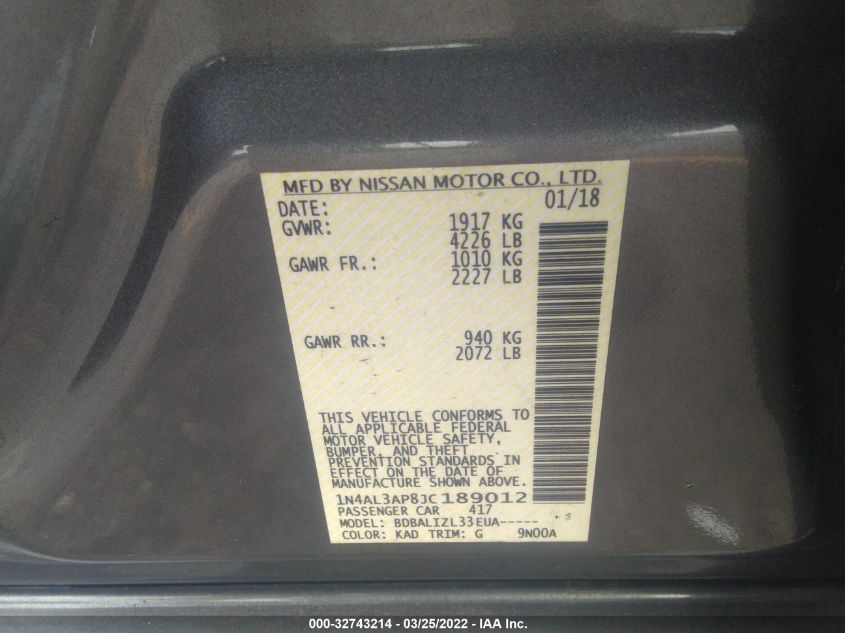 MFD BY NISSAN MOTOR CO., LTD.
DATE: 01/18
GVWR: 1917 KG
4226 LB
GAWR FR.: 1010 KG
2227 LB
GAWR RR.: 940 KG
2072 LB
THIS VEHICLE CONFORMS TO
ALL APPLICABLE FEDERAL
MOTOR VEHICLE SAFETY,
BUMPER, AND THEFT
PREVENTION STANDARDS IN
EFFECT ON THE DATE OF
MANUFACTURE SHOWN ABOVE.
1N4AL3AP8JC189012
PASSENGER CAR 417
MODEL: BDBALIZL33EUA-----
COLOR: KAD TRIM: G 9N00A
000-32743214 - 03/25/2022 - IAA Inc.